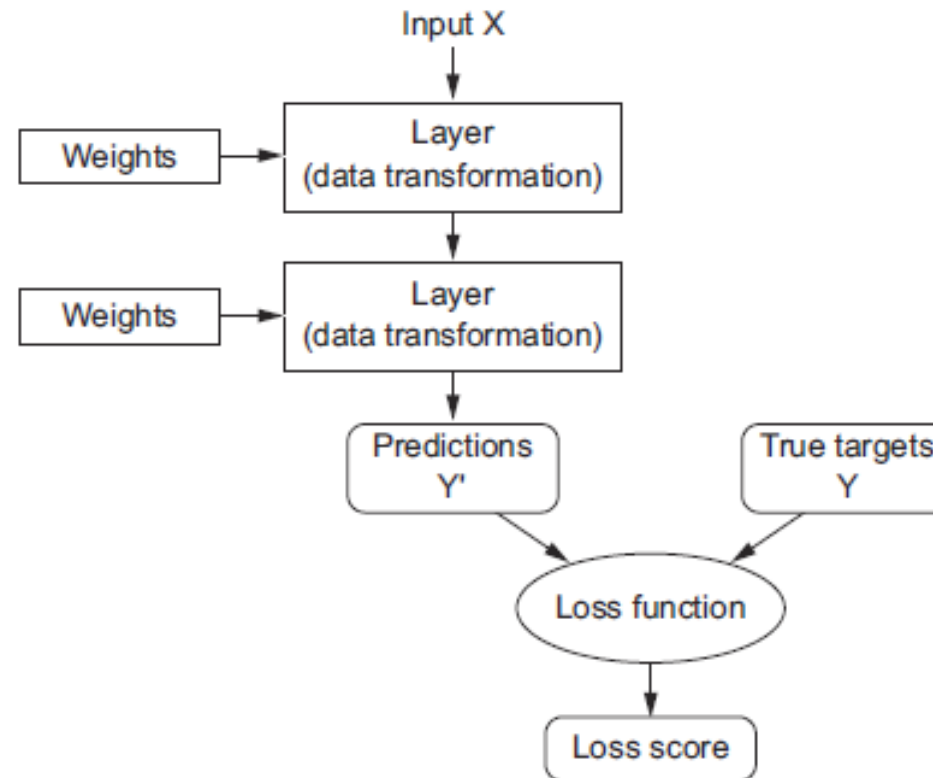 Input X
Weights
Layer
(data transformation)
Weights
Layer
(data transformation)
Predictions
Y'
True targets
Y
Loss function
Loss score